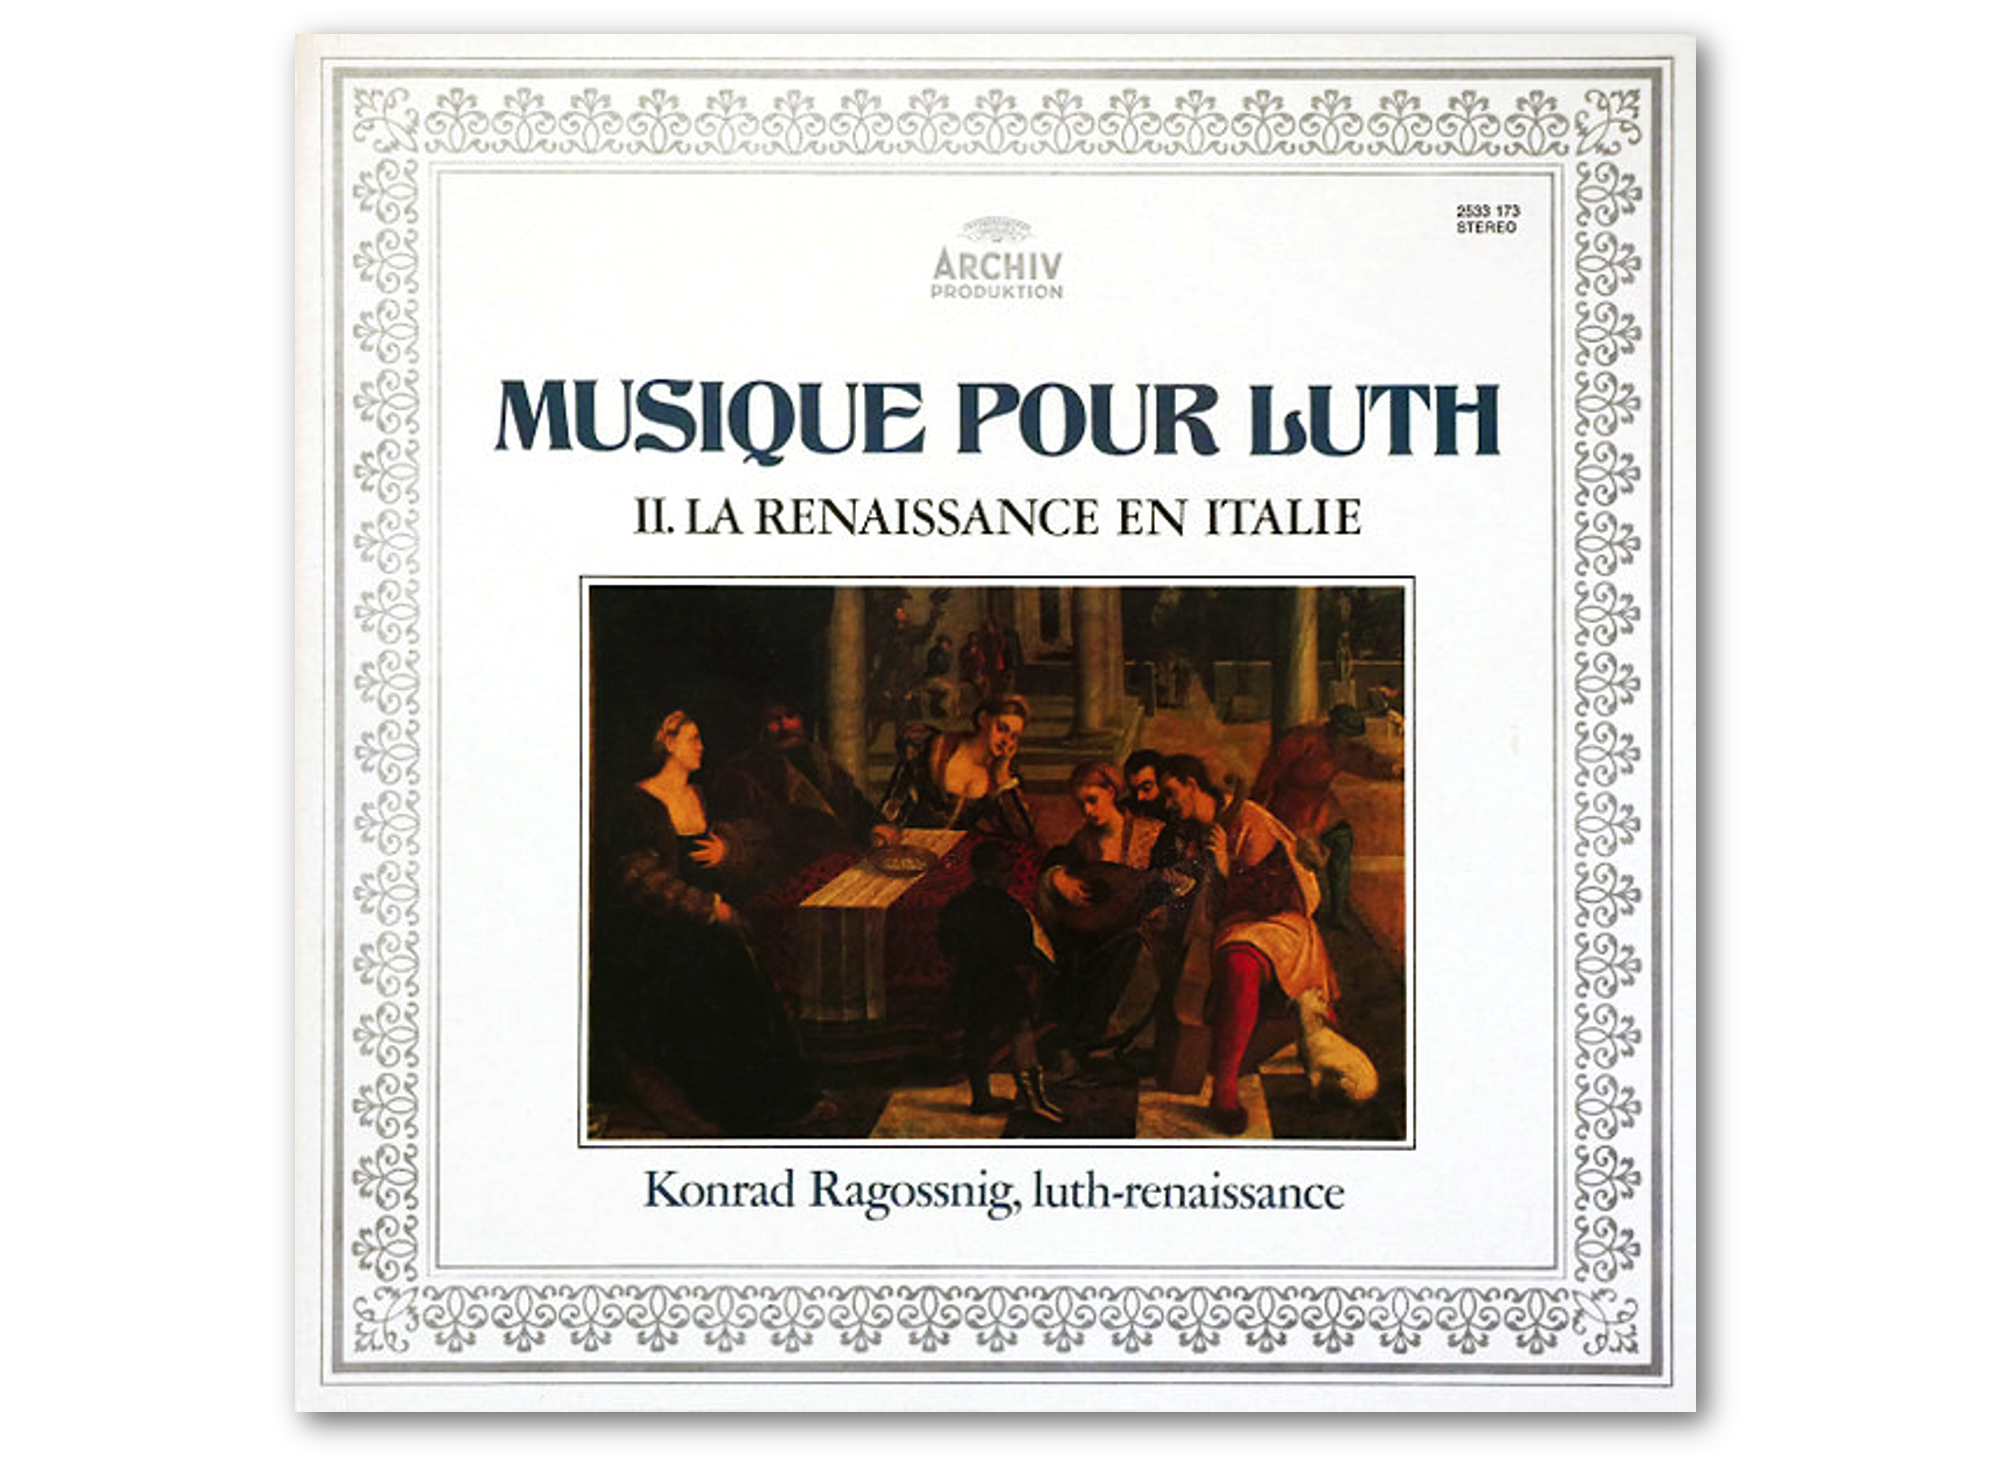 2533 173
STEREO
ARCHIV
PRODUKTION
MUSIQUE POUR LUTH
II. LA RENAISSANCE EN ITALIE
Konrad Ragossnig, luth-renaissance